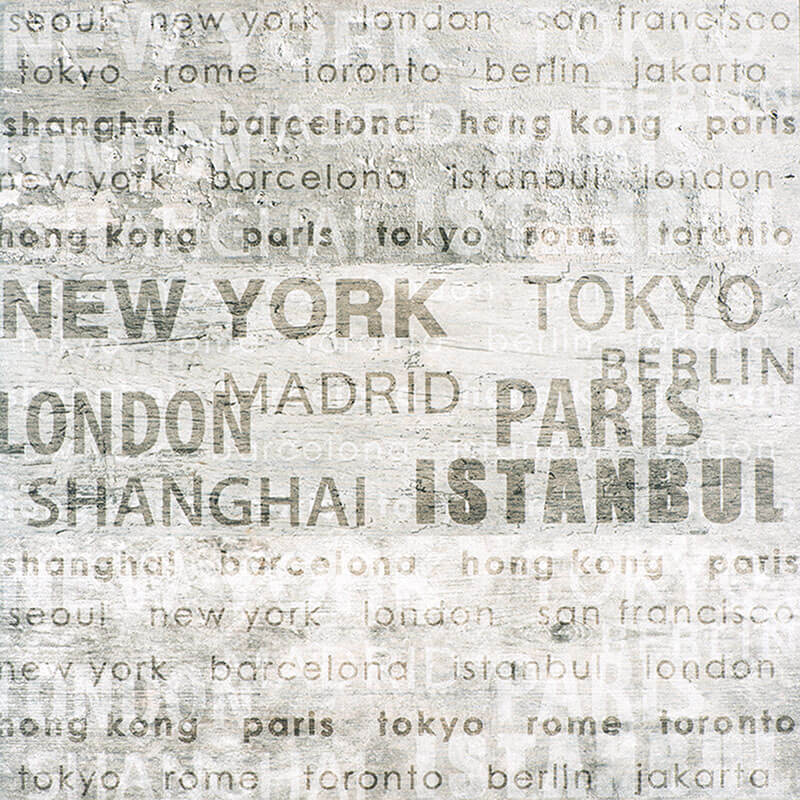 seoul new york london san francisco
tokyo rome toronto berlin jakarta
shanghai barcelona hong kong paris
new york barcelona istanbul london
hong kong paris tokyo rome toronto
NEW YORK TOKYO
BERLIN
MADRID
LONDON PARIS
SHANGHAI ISTANBUL
shanghai barcelona hong kong paris
seoul new york london san francisco
new york barcelona istanbul london
hong kong paris tokyo rome toronto
tokyo rome toronto berlin jakarta